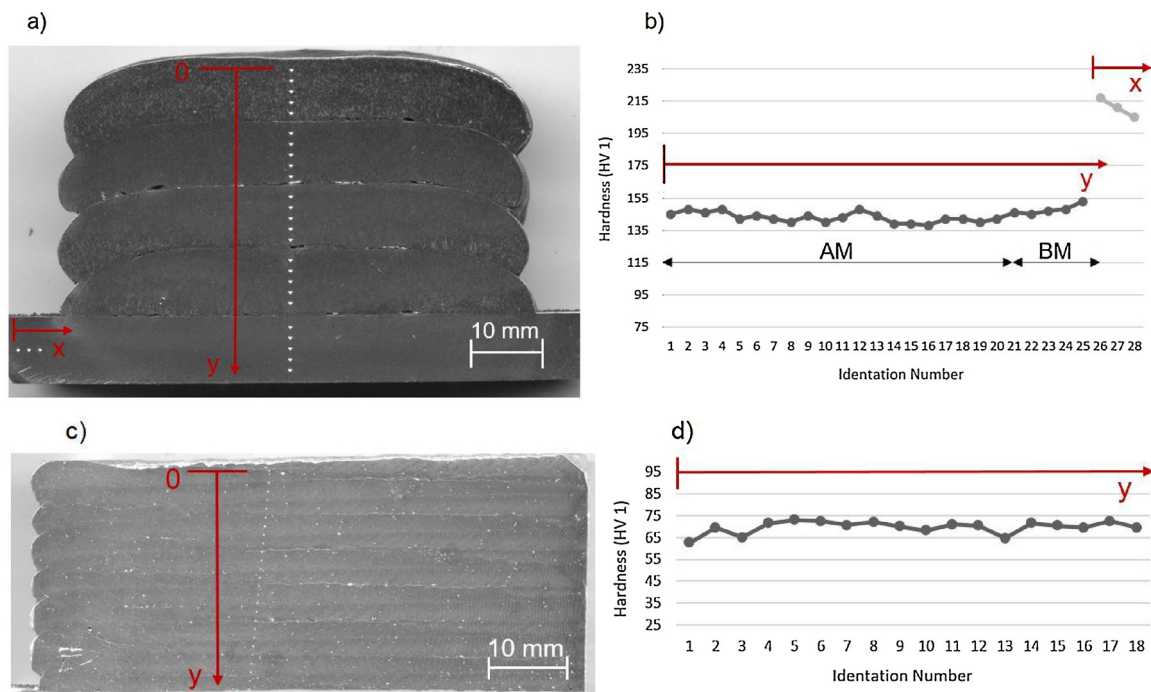 a)
0
x
y
10 mm
b)
Hardness (HV 1)
235
215
195
175
155
135
115
95
75
x
y
AM
BM
1 2 3 4 5 6 7 8 9 10 11 12 13 14 15 16 17 18 19 20 21 22 23 24 25 26 27 28
Identation Number
c)
0
y
10 mm
d)
Hardness (HV 1)
95
85
75
65
55
45
35
25
y
1 2 3 4 5 6 7 8 9 10 11 12 13 14 15 16 17 18
Identation Number